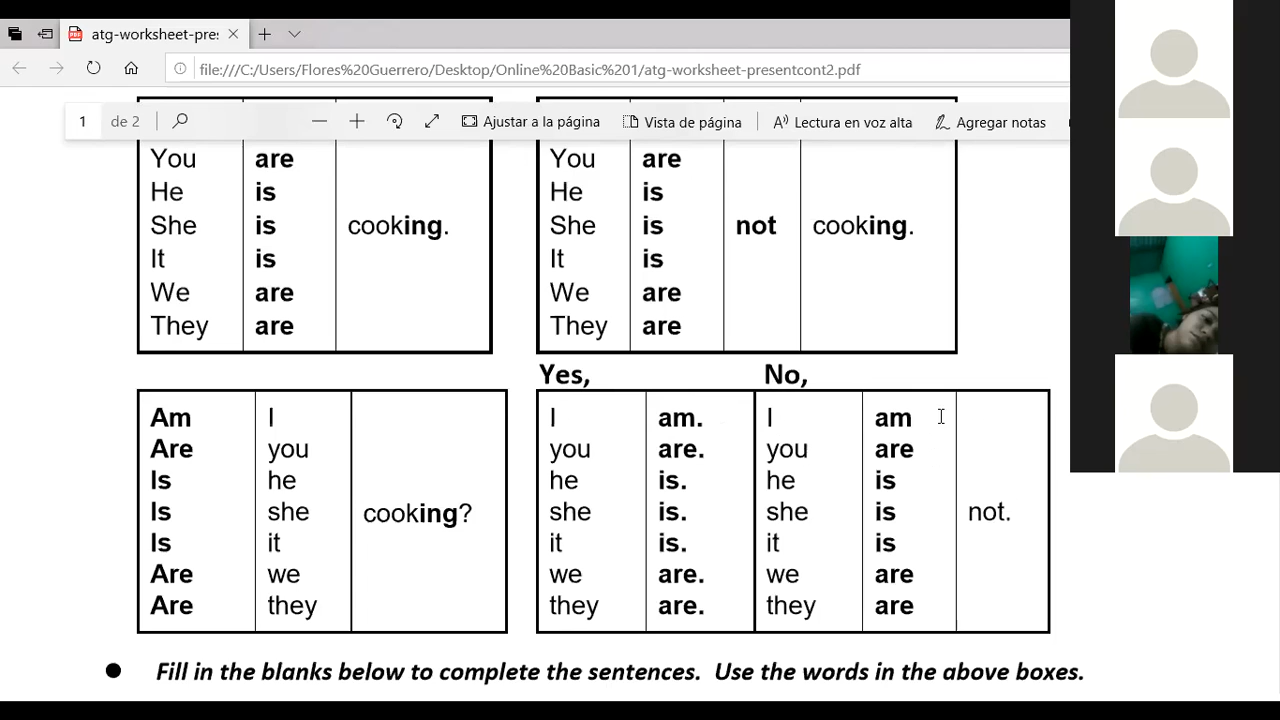 atg-worksheet-pres
file:///C:/Users/Flores%20Guerrero/Desktop/Online%20Basic%201/atg-worksheet-presentcont2.pdf
1 de 2 Ajustar a la página Vista de página Lectura en voz alta Agregar notas
You are You are
He is He is
She is cooking. She is not cooking.
It is It is
We are We are
They are They are
Yes, No,
Am I I am. I am
Are you you are. you are
Is he he is. he is
Is she cooking? she is. she is not.
Is it it is. it is
Are we we are. we are
Are they they are. they are
● Fill in the blanks below to complete the sentences. Use the words in the above boxes.